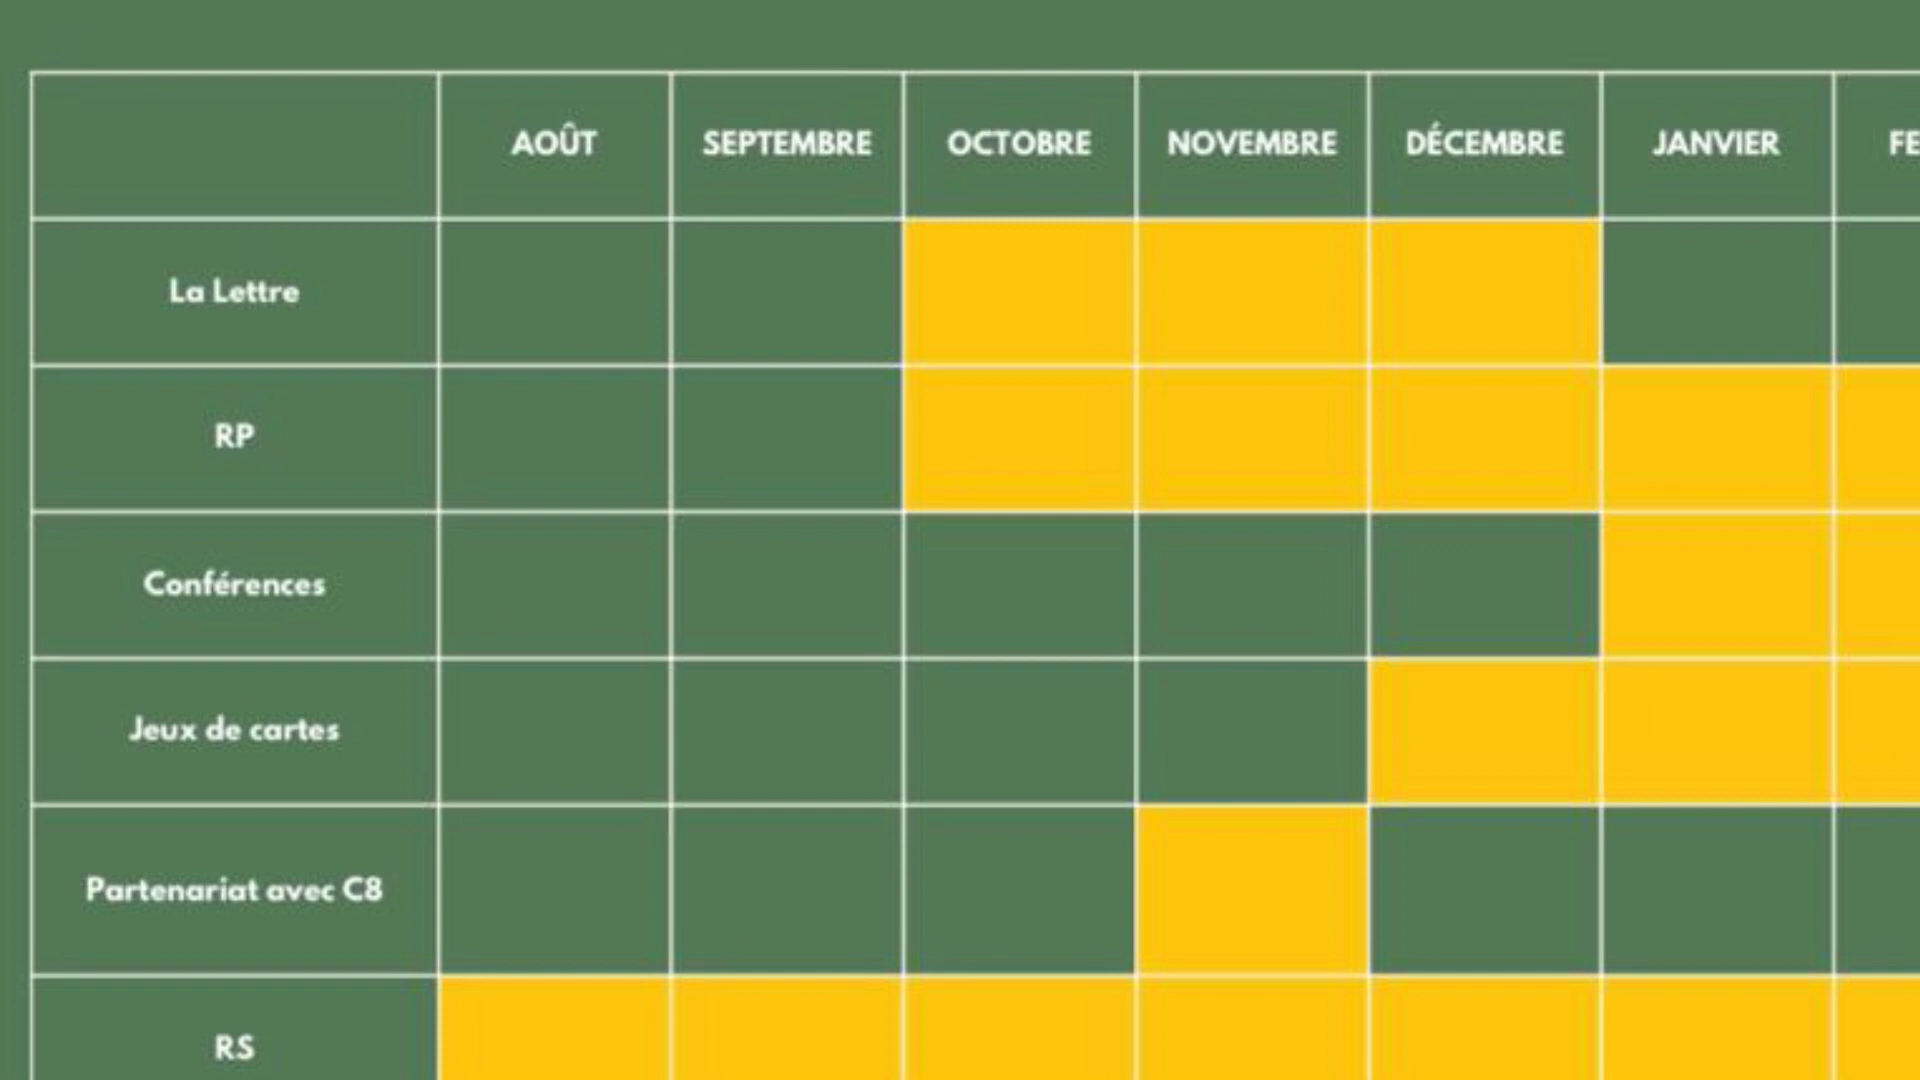 AOÛT SEPTEMBRE OCTOBRE NOVEMBRE DÉCEMBRE JANVIER
La Lettre
RP
Conférences
Jeux de cartes
Partenariat avec C8
RS